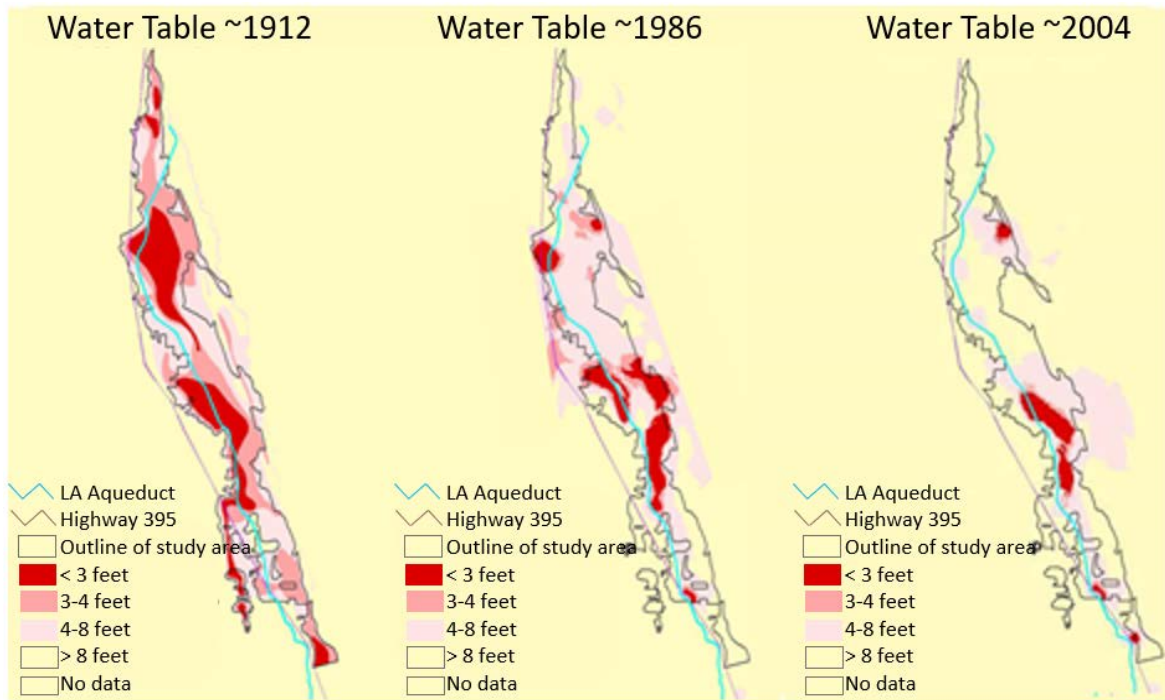 Water Table ~1912
LA Aqueduct
Highway 395
Outline of study area
< 3 feet
3-4 feet
4-8 feet
> 8 feet
No data
Water Table ~1986
LA Aqueduct
Highway 395
Outline of study area
< 3 feet
3-4 feet
4-8 feet
> 8 feet
No data
Water Table ~2004
LA Aqueduct
Highway 395
Outline of study area
< 3 feet
3-4 feet
4-8 feet
> 8 feet
No data